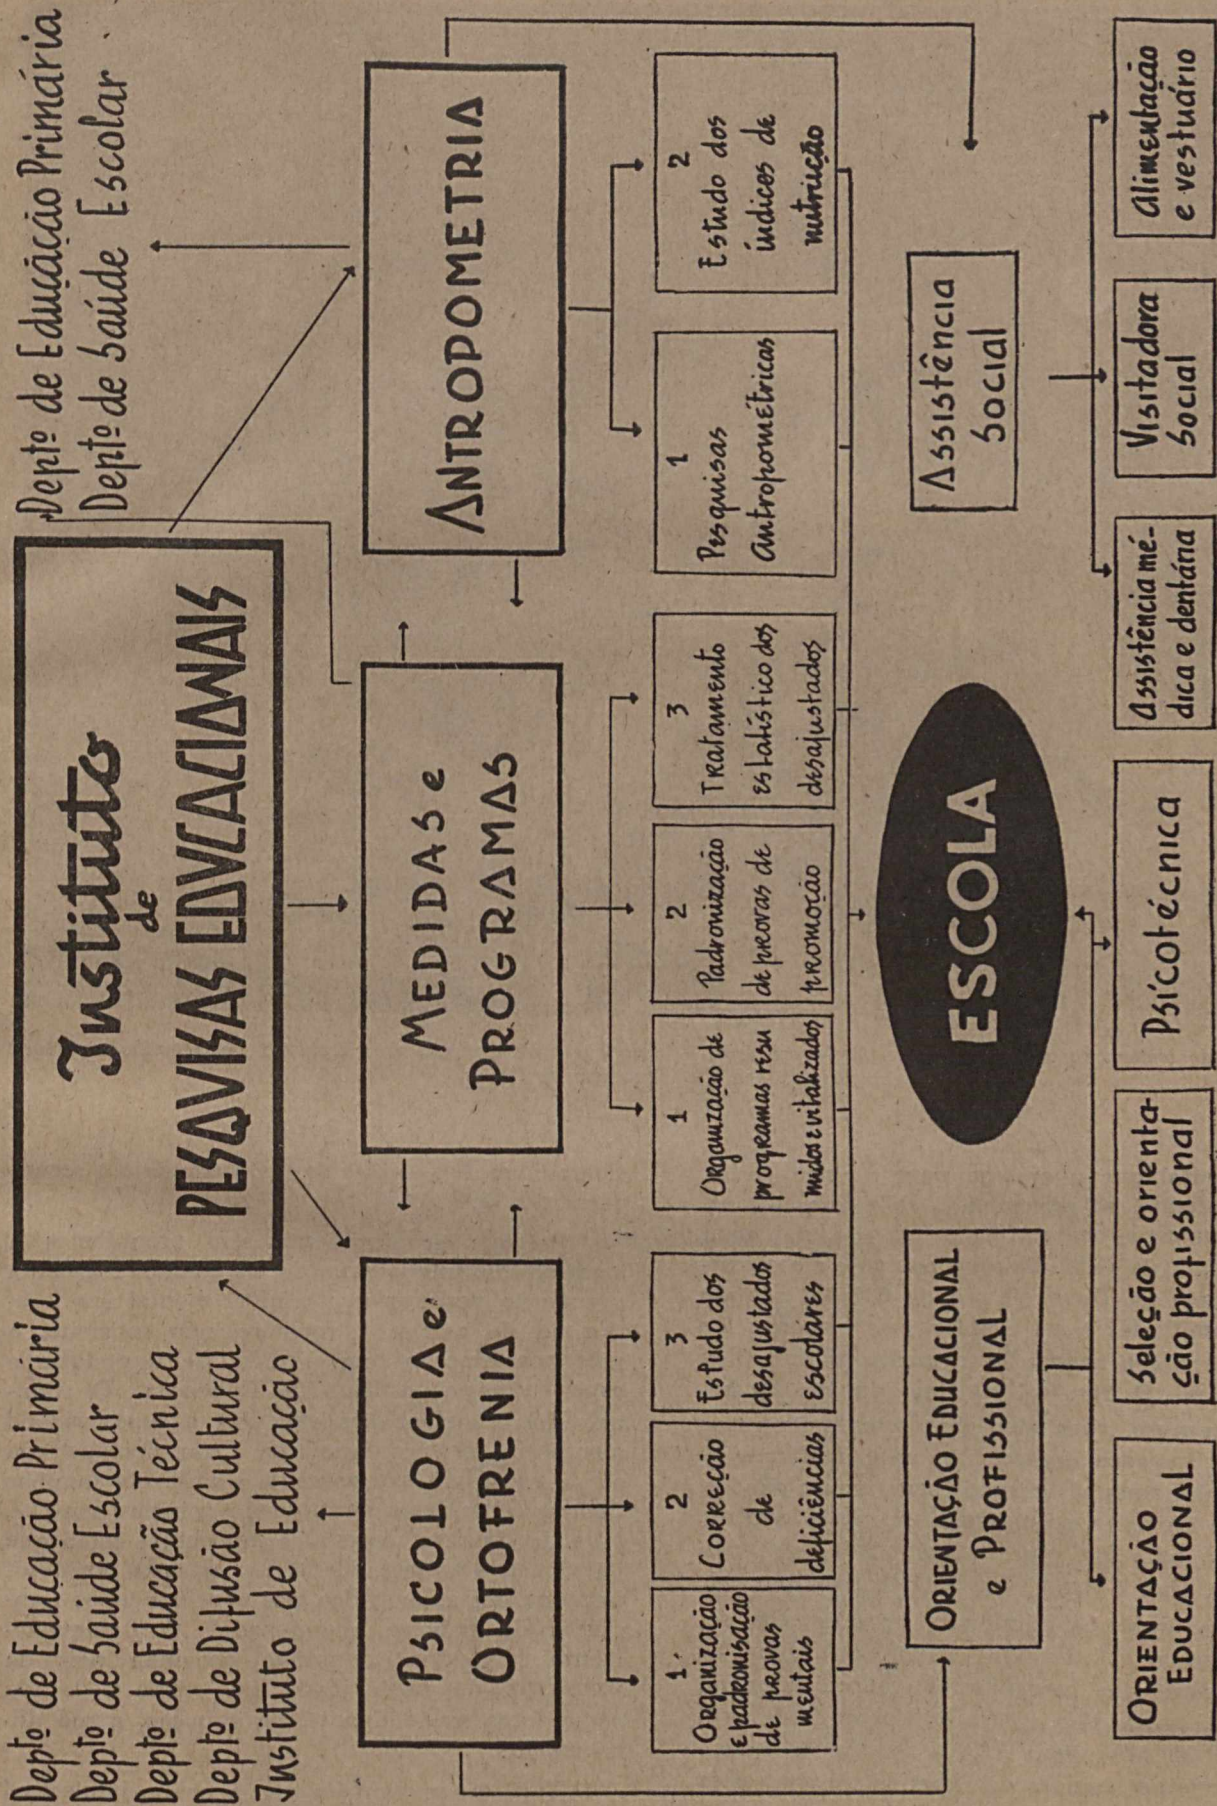 Deptº de Educação Primária
Deptº de Saúde Escolar
Deptº de Educação Técnica
Deptº de Difusão Cultural
Instituto de Educação
Instituto
de
PESQVISAS EDVCACIONAIS
Deptº de Edução Primária
Deptº de Saúde Escolar
PSICOLOGIA e
ORTOFRENIA
MEDIDAS e
PROGRAMAS
ANTROPOMETRIA
1
Organização
e padronisação
de provas
mentais
2
Correção
de
deficiências
3
Estudo dos
desajustados
escolares
1
Organização de
programas resu
midos e vitalizados
2
Padronização
de provas de
promoção
3
Tratamento
estatístico dos
desajustados
1
Pesquisas
Antropométricas
2
Estudo dos
índices de
nutrição
ORIENTAÇÃO EDUCACIONAL
e PROFISSIONAL
ESCOLA
Assistência
Social
ORIENTAÇÃO
EDUCACIONAL
Seleção e orienta-
ção profissional
Psicotécnica
Assistência mé-
dica e dentária
Visitadora
Social
Alimentação
e vestuário